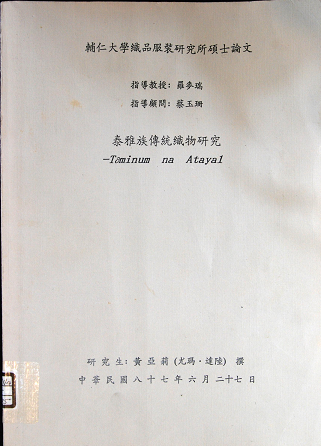 輔仁大學織品服裝研究所碩士論文
指導教授: 羅麥瑞
指導顧問: 蔡玉珊
泰雅族傳統織物研究
-Tminum na Atayal
研究生: 黃亞莉(尤瑪·達陸) 撰
中華民國八十七年六月二十七日